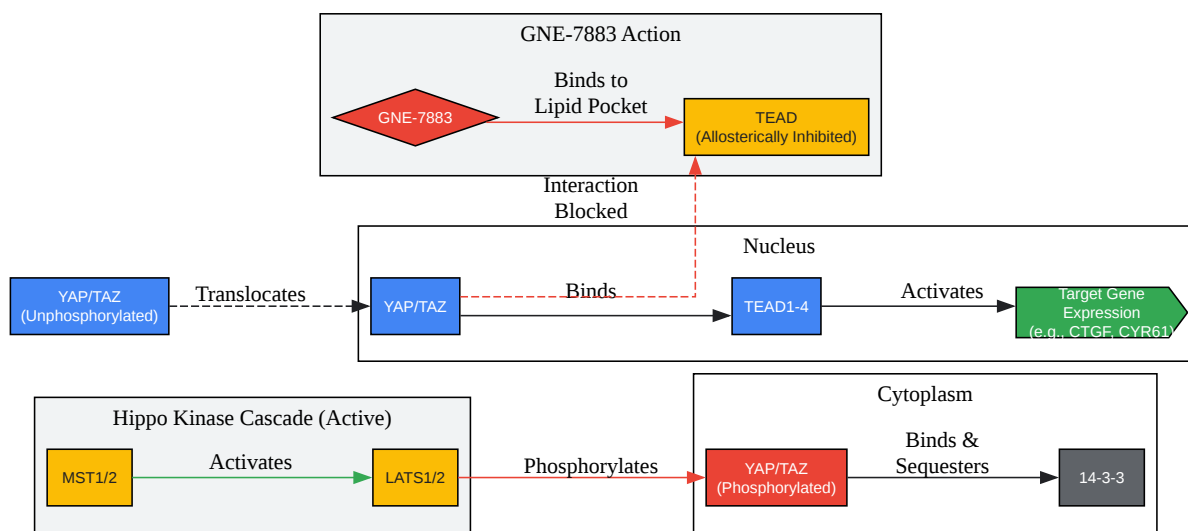 GNE-7883 Action
GNE-7883
Binds to
Lipid Pocket
TEAD
(Allosterically Inhibited)
Interaction
Blocked
Nucleus
YAP/TAZ
(Unphosphorylated)
Translocates
YAP/TAZ
Binds
TEAD1-4
Activates
Target Gene
Expression
(e.g., CTGF, CYR61)
Hippo Kinase Cascade (Active)
MST1/2
Activates
LATS1/2
Phosphorylates
Cytoplasm
YAP/TAZ
(Phosphorylated)
Binds &
Sequesters
14-3-3